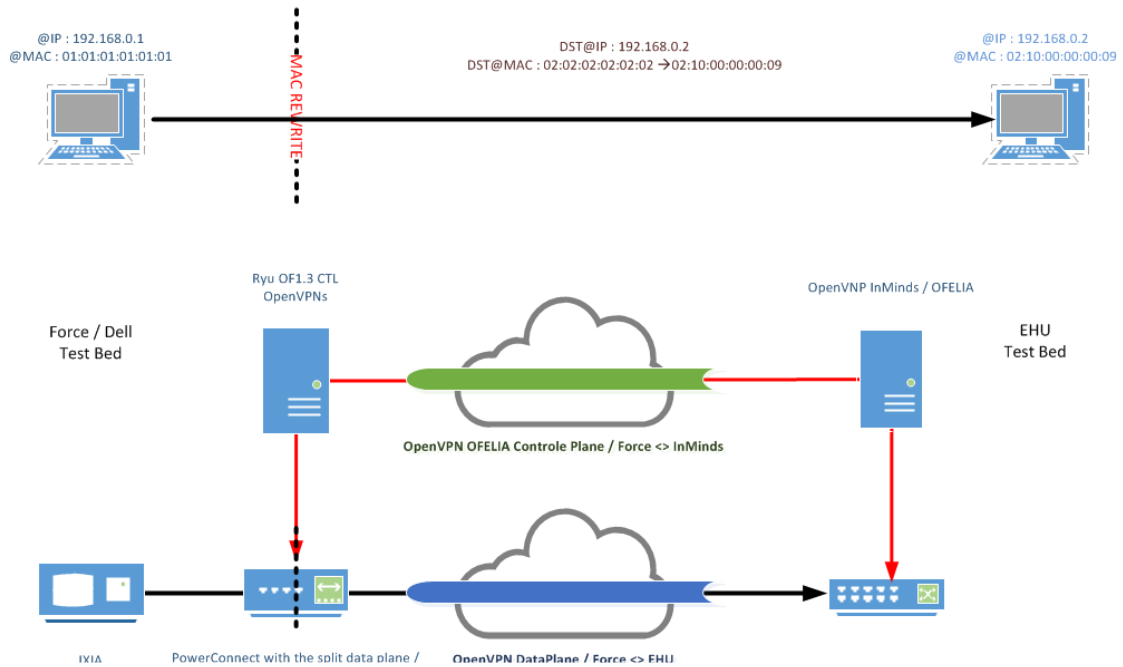 @IP : 192.168.0.1
@MAC : 01:01:01:01:01:01
MAC REWRITE
DST@IP : 192.168.0.2
DST@MAC : 02:02:02:02:02:02 →02:10:00:00:00:09
@IP : 192.168.0.2
@MAC : 02:10:00:00:00:09
Ryu OF1.3 CTL
OpenVPNs
OpenVNP InMinds / OFELIA
Force / Dell
Test Bed
EHU
Test Bed
OpenVPN OFELIA Controle Plane / Force <> InMinds
IXIA
PowerConnect with the split data plane /
OpenVPN DataPlane / Force <> EHU